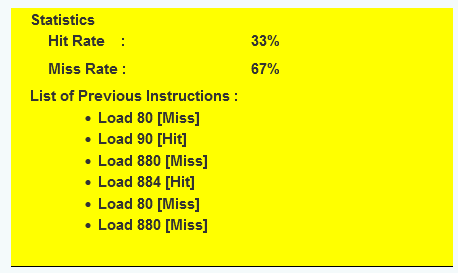 Statistics
Hit Rate : 33%
Miss Rate : 67%
List of Previous Instructions :
• Load 80 [Miss]
• Load 90 [Hit]
• Load 880 [Miss]
• Load 884 [Hit]
• Load 80 [Miss]
• Load 880 [Miss]